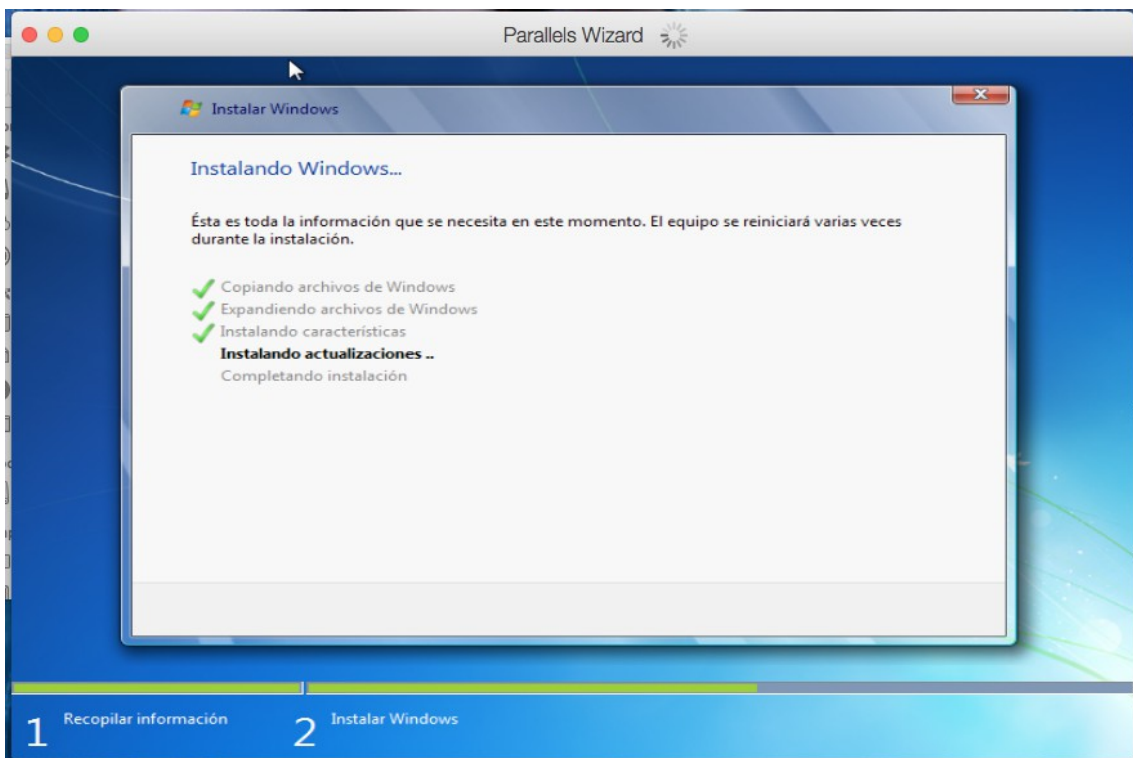 Parallels Wizard
Instalar Windows
Instalando Windows...
Ésta es toda la información que se necesita en este momento. El equipo se reiniciará varias veces
durante la instalación.
Copiando archivos de Windows
Expandiendo archivos de Windows
Instalando características
Instalando actualizaciones ..
Completando instalación
1 Recopilar información 2 Instalar Windows